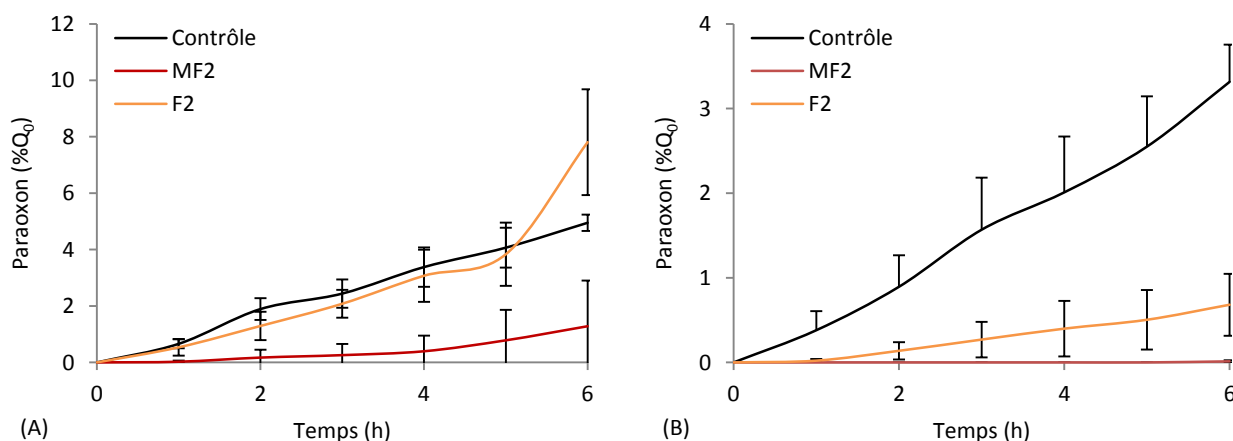 12
10
8
6
4
2
0
Paraoxon (%Q₀)
Contrôle
MF2
F2
0 2 4 6
Temps (h)
(A)
4
3
2
1
0
Paraoxon (%Q₀)
Contrôle
MF2
F2
0 2 4 6
Temps (h)
(B)